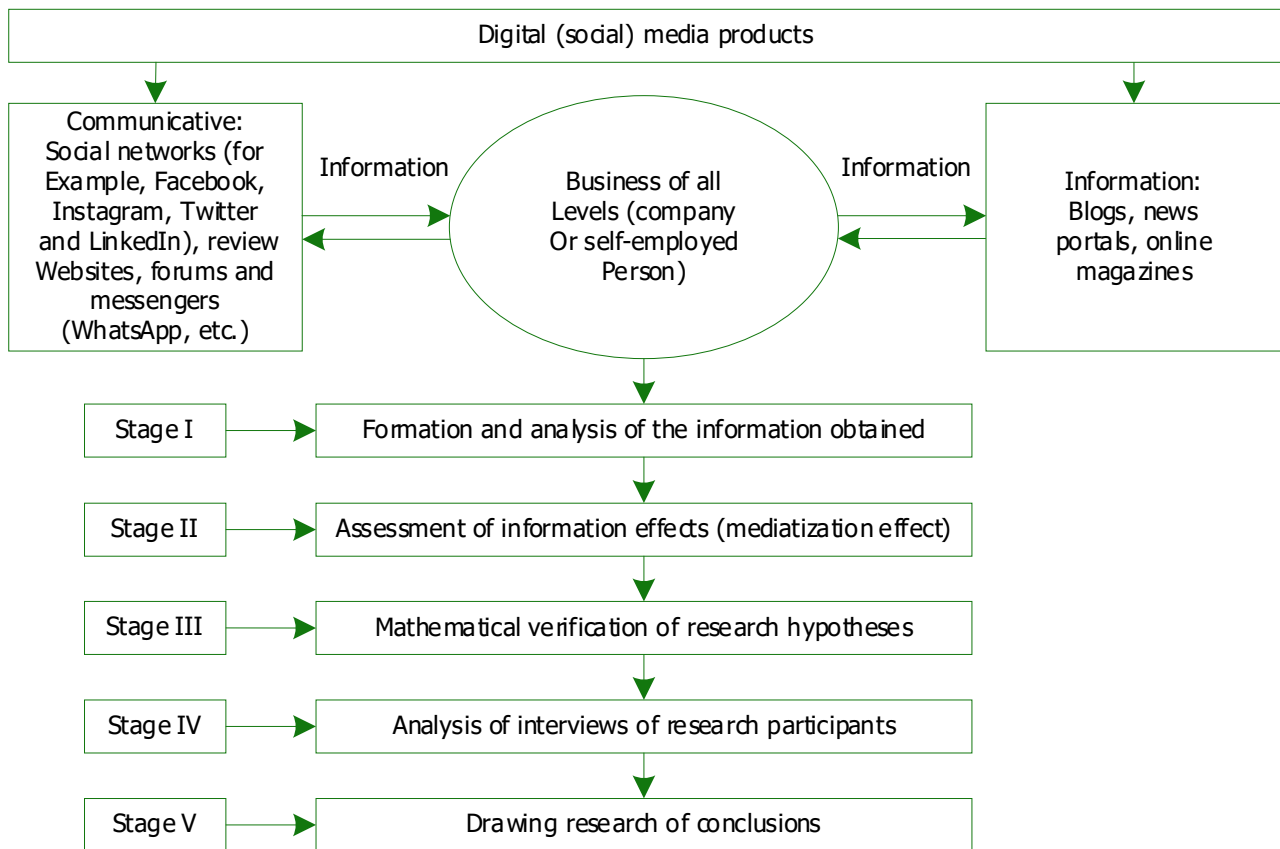 Digital (social) media products
Communicative:
Social networks (for
Example, Facebook,
Instagram, Twitter
and LinkedIn), review
Websites, forums and
messengers
(WhatsApp, etc.)
Information
Business of all
Levels (company
Or self-employed
Person)
Information
Information:
Blogs, news
portals, online
magazines
Stage I
Formation and analysis of the information obtained
Stage II
Assessment of information effects (mediatization effect)
Stage III
Mathematical verification of research hypotheses
Stage IV
Analysis of interviews of research participants
Stage V
Drawing research of conclusions